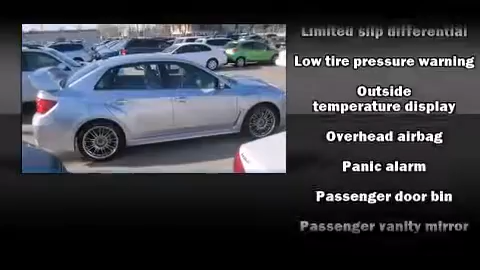 Limited slip differential
Low tire pressure warning
Outside
temperature display
Overhead airbag
Panic alarm
Passenger door bin
Passenger vanity mirror